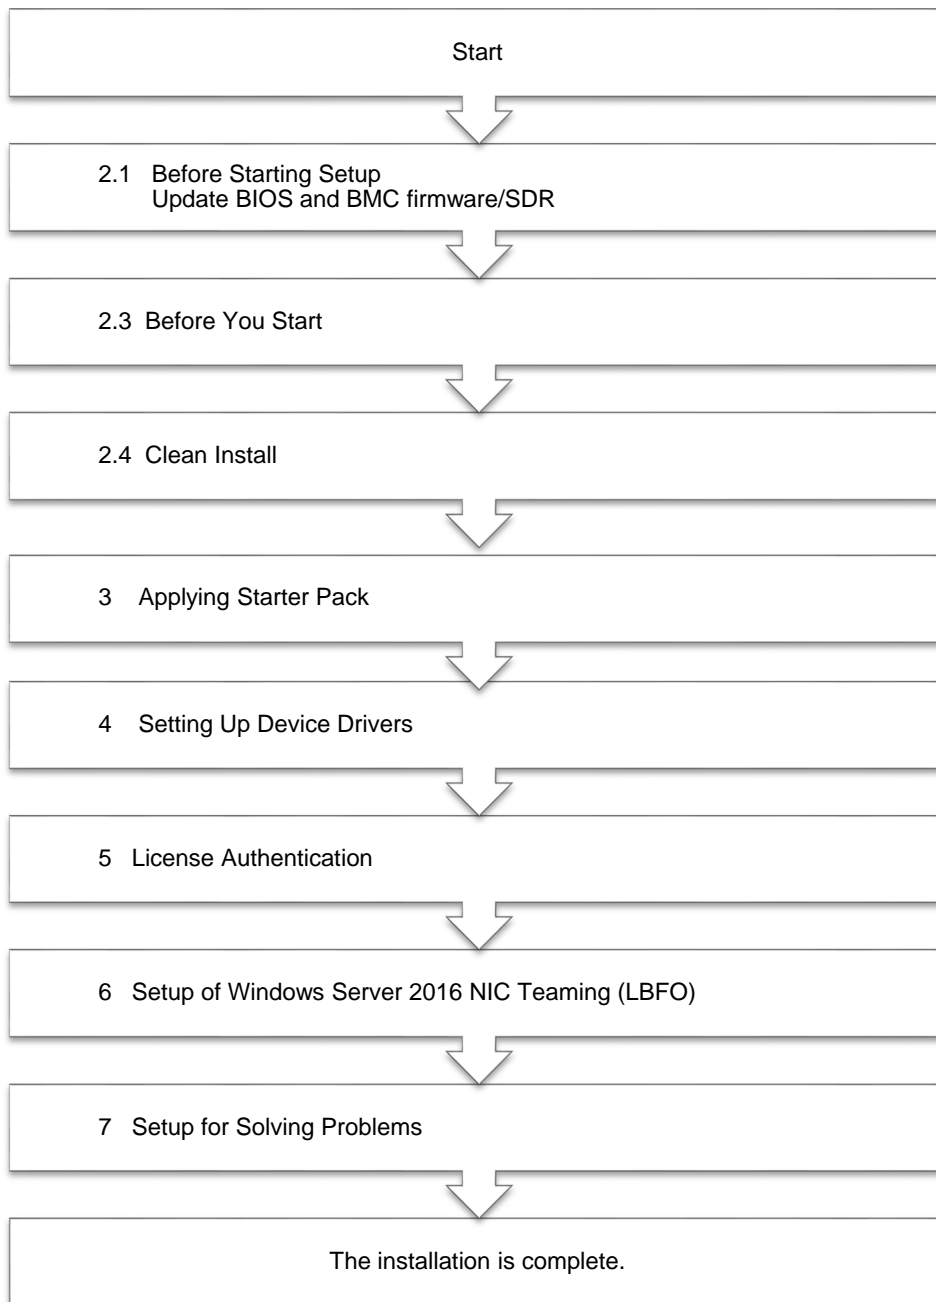 Start
2.1 Before Starting Setup
Update BIOS and BMC firmware/SDR
2.3 Before You Start
2.4 Clean Install
3 Applying Starter Pack
4 Setting Up Device Drivers
5 License Authentication
6 Setup of Windows Server 2016 NIC Teaming (LBFO)
7 Setup for Solving Problems
The installation is complete.